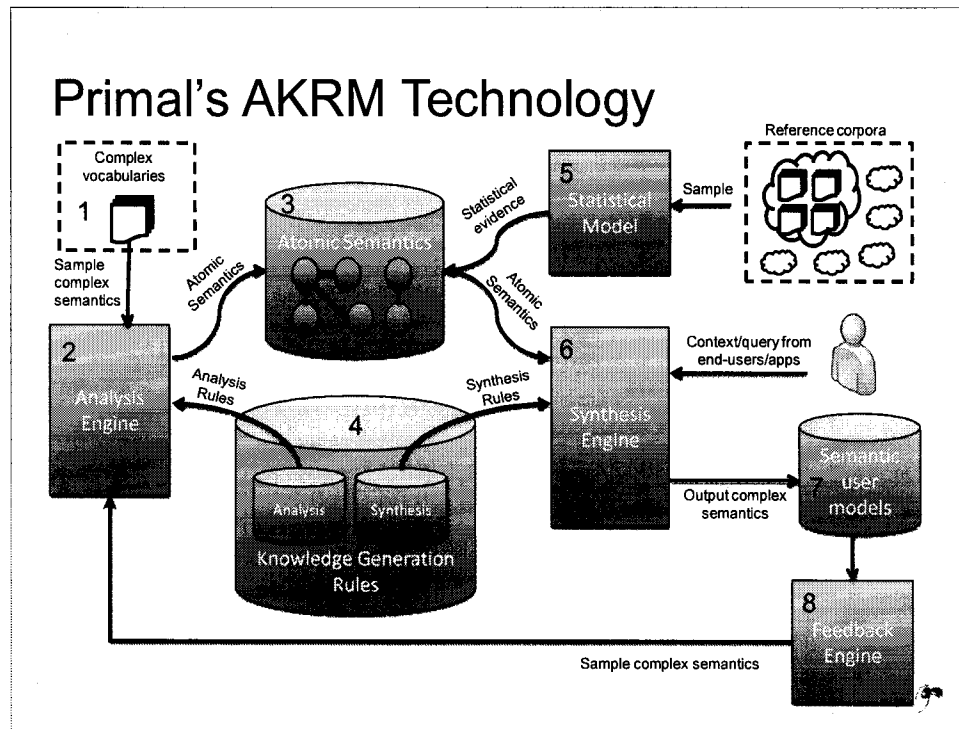 Primal's AKRM Technology
Complex
vocabularies
1
Sample
complex
semantics
2
Analysis
Engine
Atomic
Semantics
3
Atomic Semantics
Statistical
evidence
5
Statistical
Model
Sample
Reference corpora
Atomic
Semantics
Analysis
Rules
Synthesis
Rules
4
Analysis
Synthesis
Knowledge Generation
Rules
6
Synthesis
Engine
Context/query from
end-users/apps
Output complex
semantics
Semantic
7 user
models
8
Feedback
Engine
Sample complex semantics